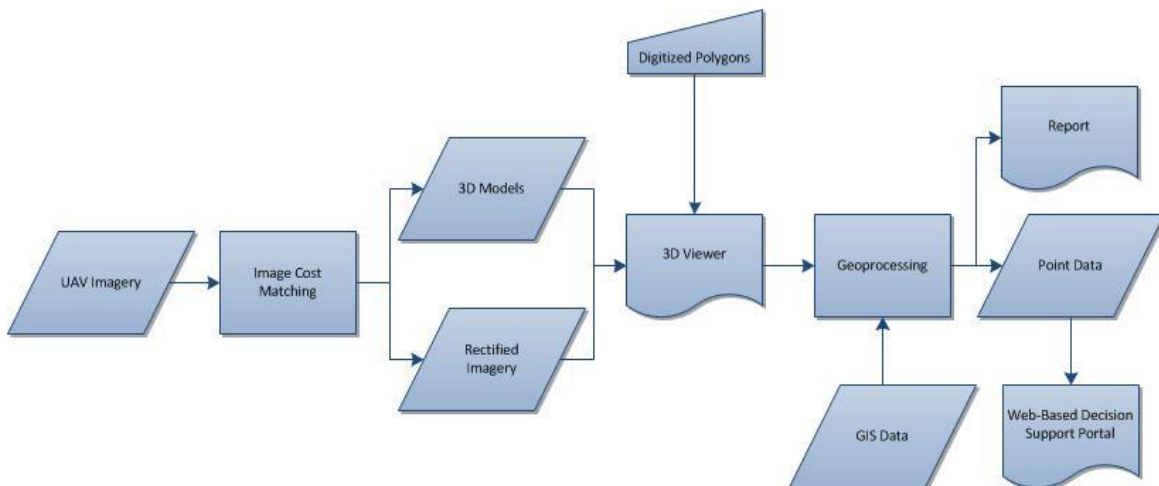 Digitized Polygons
Report
3D Models
UAV Imagery
Image Cost
Matching
3D Viewer
Geoprocessing
Point Data
Rectified
Imagery
GIS Data
Web-Based Decision
Support Portal